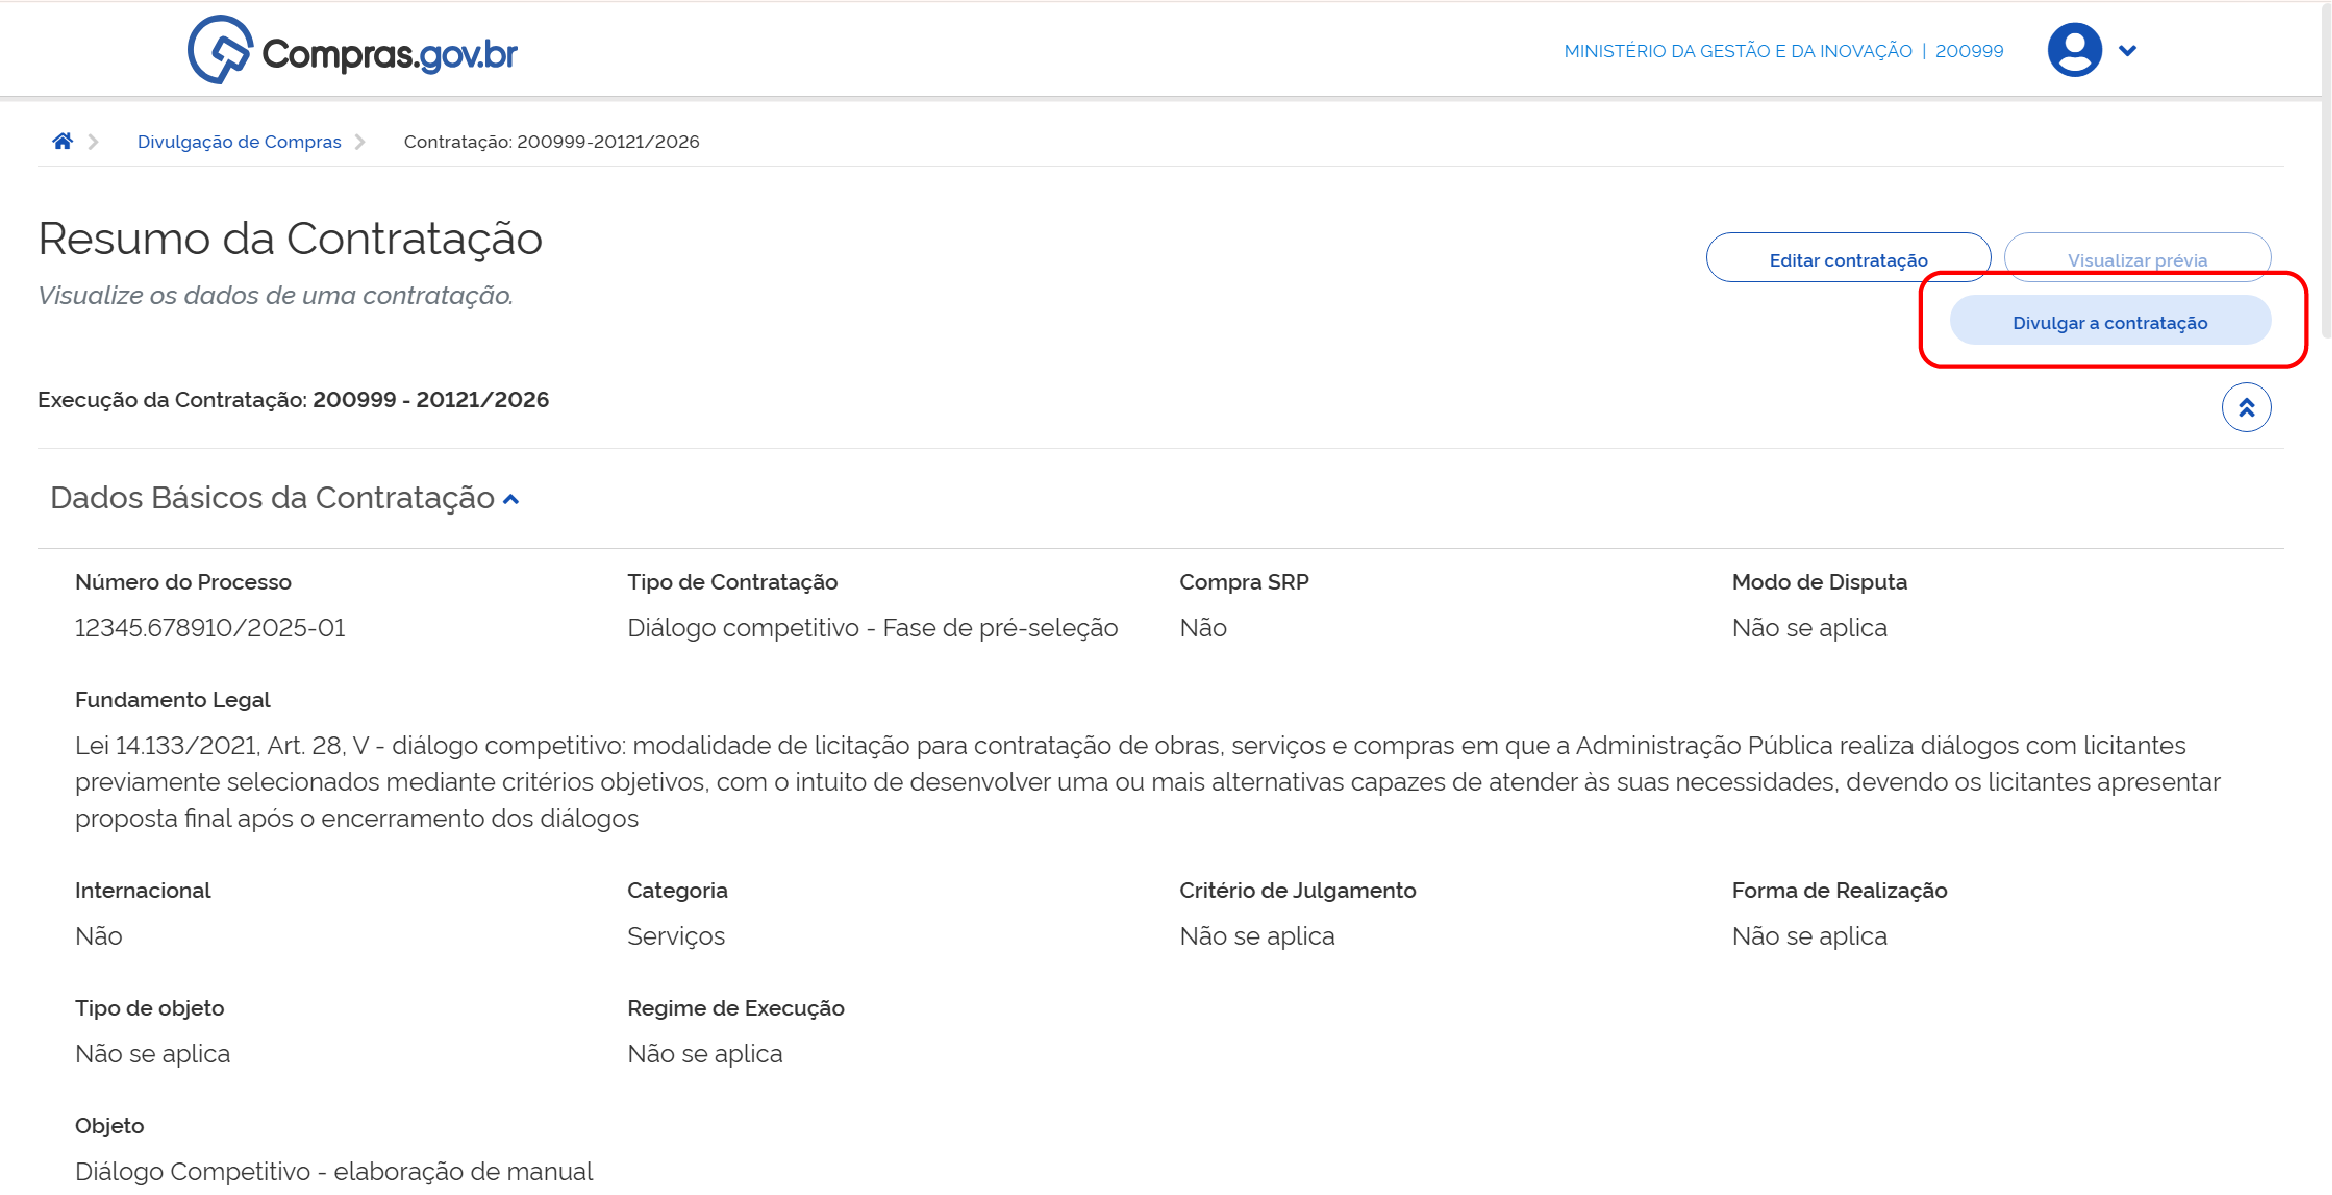 Compras.gov.br
MINISTÉRIO DA GESTÃO E DA INOVAÇÃO | 200999
Divulgação de Compras
Contratação: 200999-20121/2026
Resumo da Contratação
Visualize os dados de uma contratação.
Editar contratação
Visualizar prévia
Divulgar a contratação
Execução da Contratação: 200999 - 20121/2026
Dados Básicos da Contratação
Número do Processo
12345.678910/2025-01
Tipo de Contratação
Diálogo competitivo - Fase de pré-seleção
Compra SRP
Não
Modo de Disputa
Não se aplica
Fundamento Legal
Lei 14.133/2021, Art. 28, V - diálogo competitivo: modalidade de licitação para contratação de obras, serviços e compras em que a Administração Pública realiza diálogos com licitantes
previamente selecionados mediante critérios objetivos, com o intuito de desenvolver uma ou mais alternativas capazes de atender às suas necessidades, devendo os licitantes apresentar
proposta final após o encerramento dos diálogos
Internacional
Não
Categoria
Serviços
Critério de Julgamento
Não se aplica
Forma de Realização
Não se aplica
Tipo de objeto
Não se aplica
Regime de Execução
Não se aplica
Objeto
Diálogo Competitivo - elaboração de manual